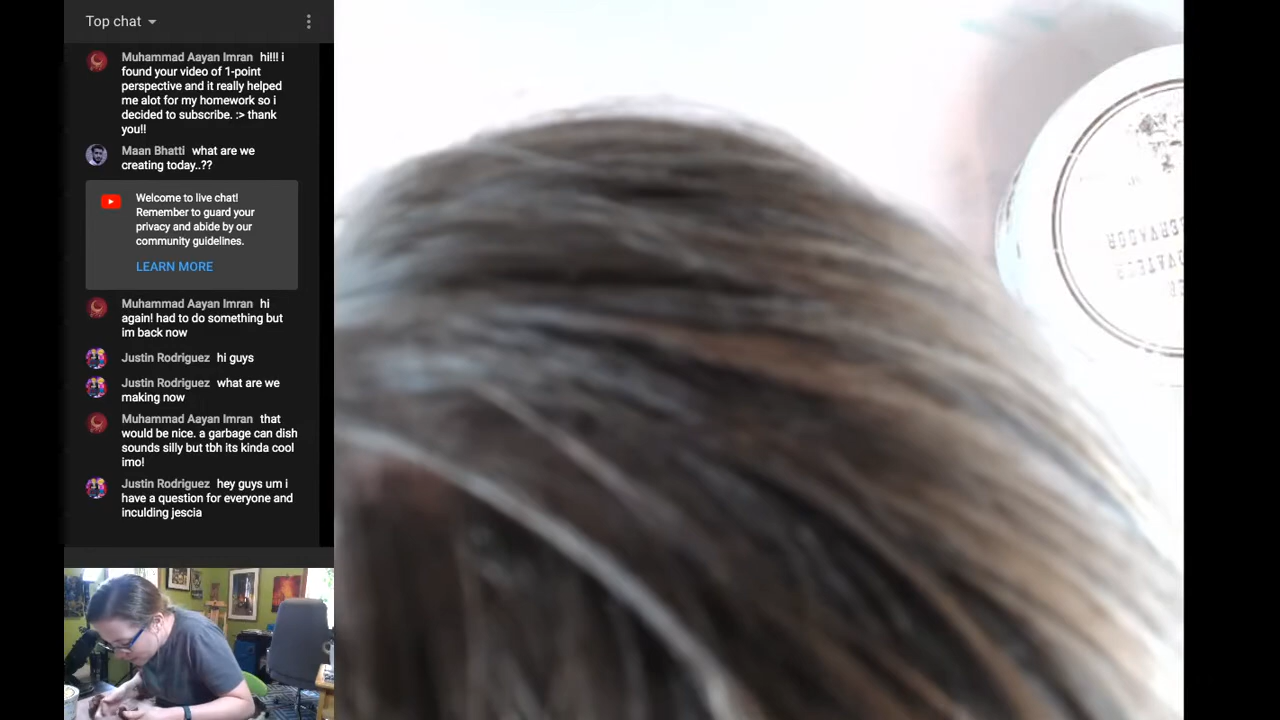 Top chat
Muhammad Aayan Imran hi!!! i
found your video of 1-point
perspective and it really helped
me alot for my homework so i
decided to subscribe. :> thank
you!!
Maan Bhatti what are we
creating today..??
Welcome to live chat!
Remember to guard your
privacy and abide by our
community guidelines.
LEARN MORE
Muhammad Aayan Imran hi
again! had to do something but
im back now
Justin Rodriguez hi guys
Justin Rodriguez what are we
making now
Muhammad Aayan Imran that
would be nice. a garbage can dish
sounds silly but tbh its kinda cool
imo!
Justin Rodriguez hey guys um i
have a question for everyone and
inculding jescia